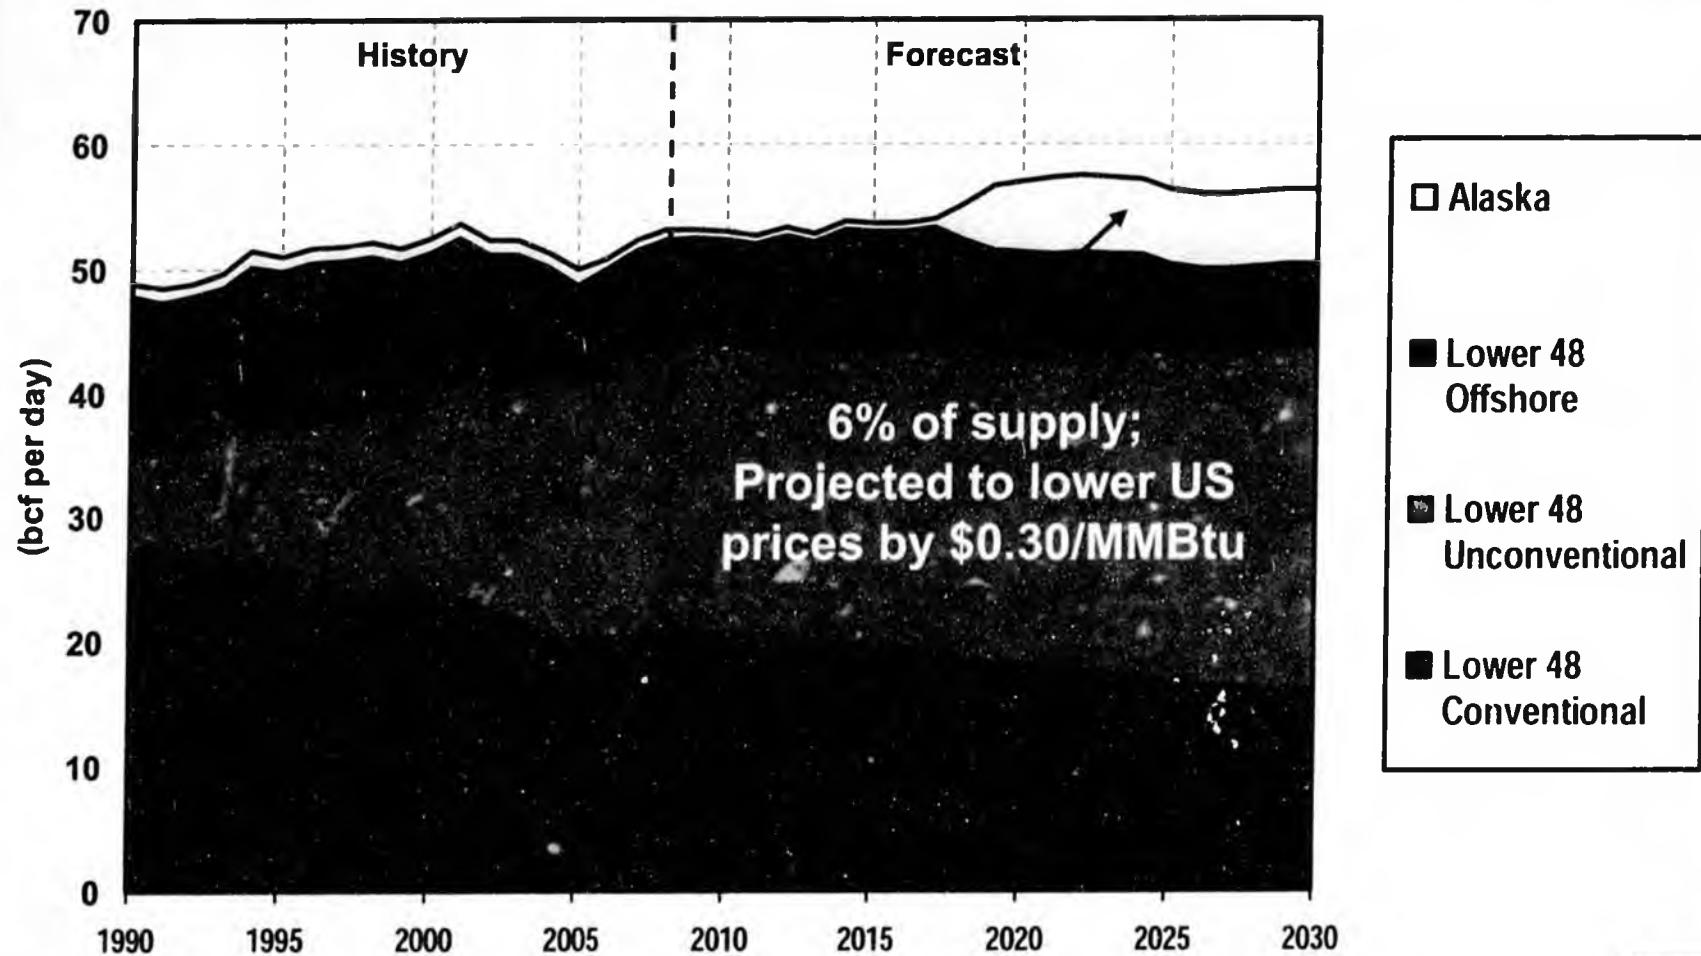 70
60
50
40
30
20
10
0
(bcf per day)
History
Forecast
6% of supply;
Projected to lower US
prices by $0.30/MMBtu
1990 1995 2000 2005 2010 2015 2020 2025 2030
Alaska
Lower 48
Offshore
Lower 48
Unconventional
Lower 48
Conventional